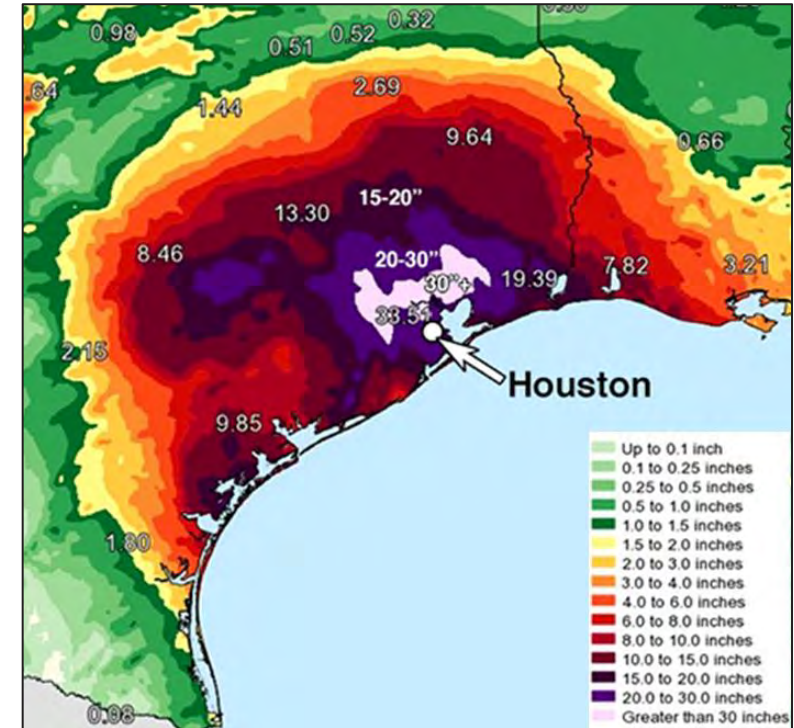 0.98
0.32
0.52
0.51
.64
2.69
1.44
9.64
0.66
15-20”
13.30
8.46
20-30”
30”+
19.39
7.82
3.21
33.51
2.15
Houston
9.85
1.80
0.08
Up to 0.1 inch
0.1 to 0.25 inches
0.25 to 0.5 inches
0.5 to 1.0 inches
1.0 to 1.5 inches
1.5 to 2.0 inches
2.0 to 3.0 inches
3.0 to 4.0 inches
4.0 to 6.0 inches
6.0 to 8.0 inches
8.0 to 10.0 inches
10.0 to 15.0 inches
15.0 to 20.0 inches
20.0 to 30.0 inches
Greater than 30 inches